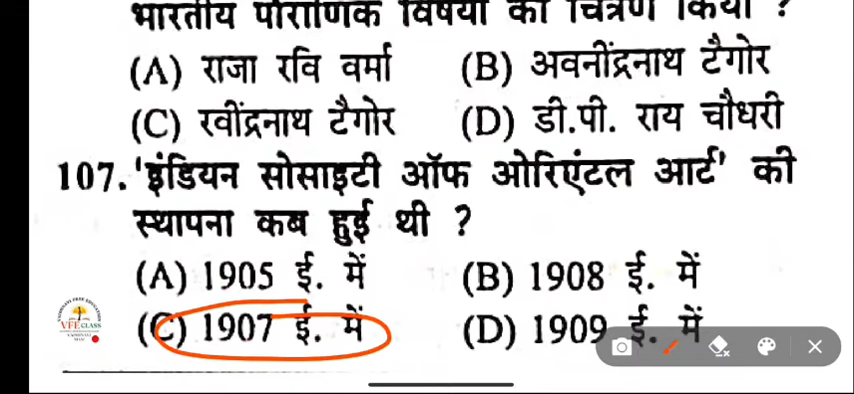 भारतीय पौराणिक विषयों का चित्रण किया ?
(A) राजा रवि वर्मा (B) अवनींद्रनाथ टैगोर
(C) रवींद्रनाथ टैगोर (D) डी.पी. राय चौधरी
107. 'इंडियन सोसाइटी ऑफ ओरिएंटल आर्ट' की
स्थापना कब हुई थी ?
(A) 1905 ई. में (B) 1908 ई. में
(C) 1907 ई. में (D) 1909 ई. में
VFE CLASS